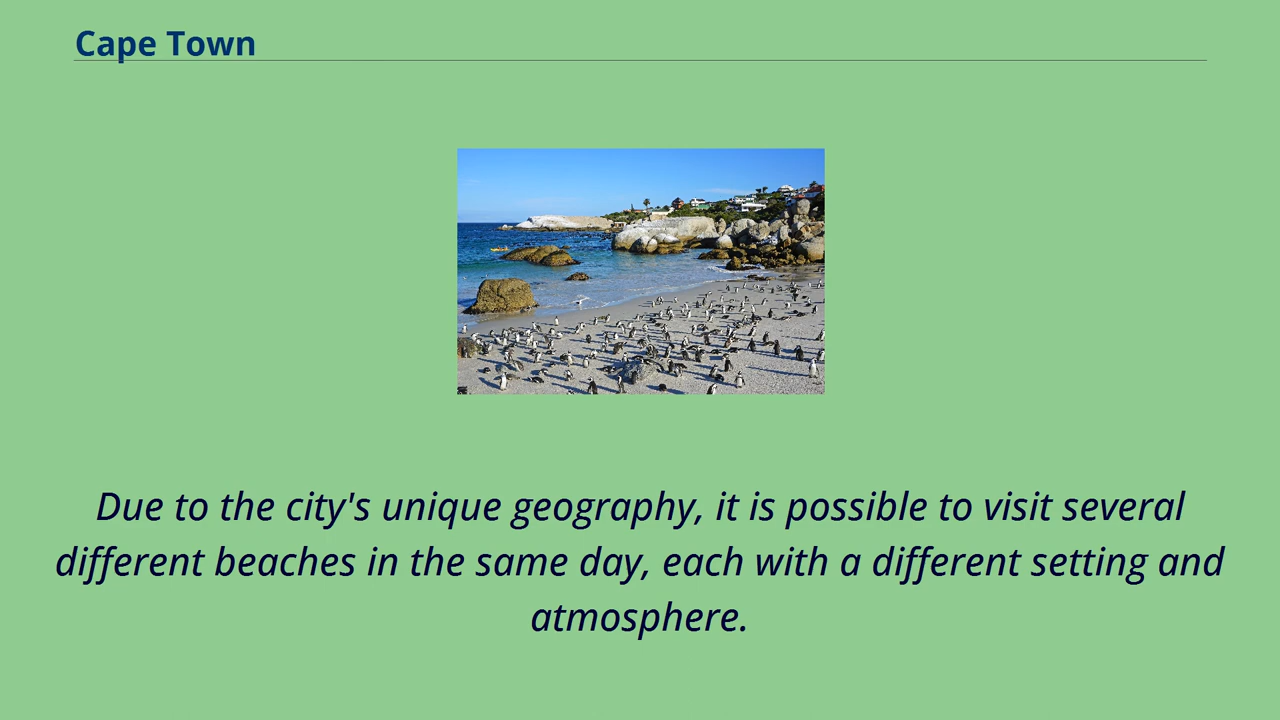 Cape Town
Due to the city's unique geography, it is possible to visit several
different beaches in the same day, each with a different setting and
atmosphere.